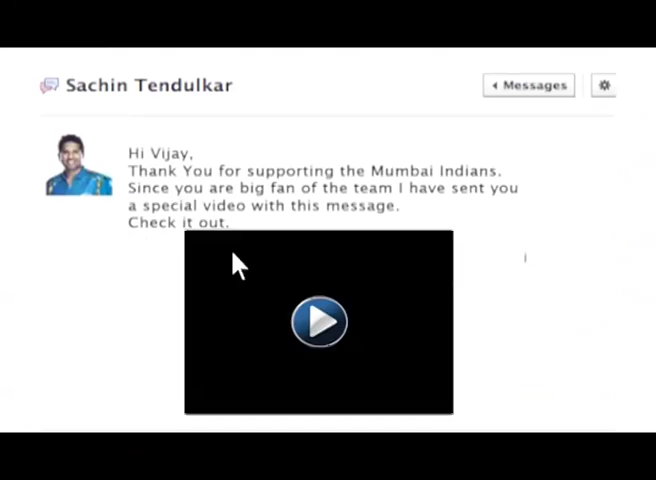 Sachin Tendulkar
Messages
Hi Vijay,
Thank You for supporting the Mumbai Indians.
Since you are big fan of the team I have sent you
a special video with this message.
Check it out.